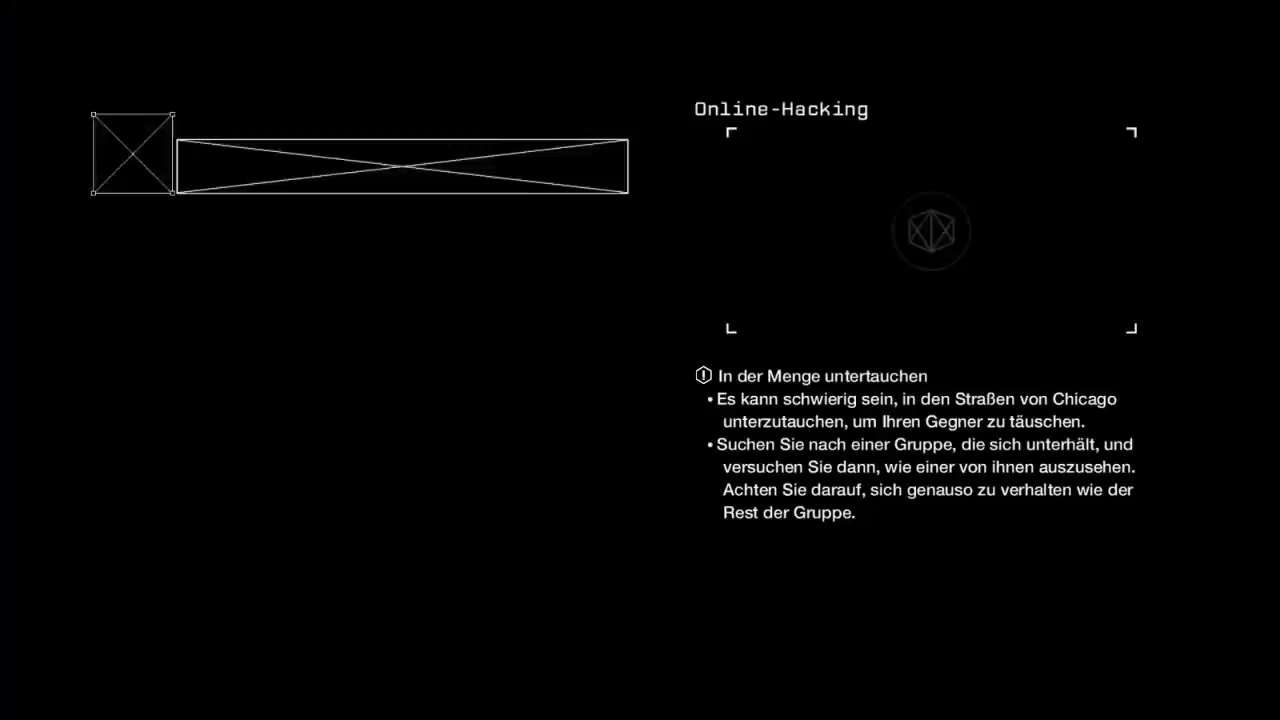 Online-Hacking
In der Menge untertauchen
• Es kann schwierig sein, in den Straßen von Chicago
unterzutauchen, um Ihren Gegner zu täuschen.
• Suchen Sie nach einer Gruppe, die sich unterhält, und
versuchen Sie dann, wie einer von ihnen auszusehen.
Achten Sie darauf, sich genauso zu verhalten wie der
Rest der Gruppe.